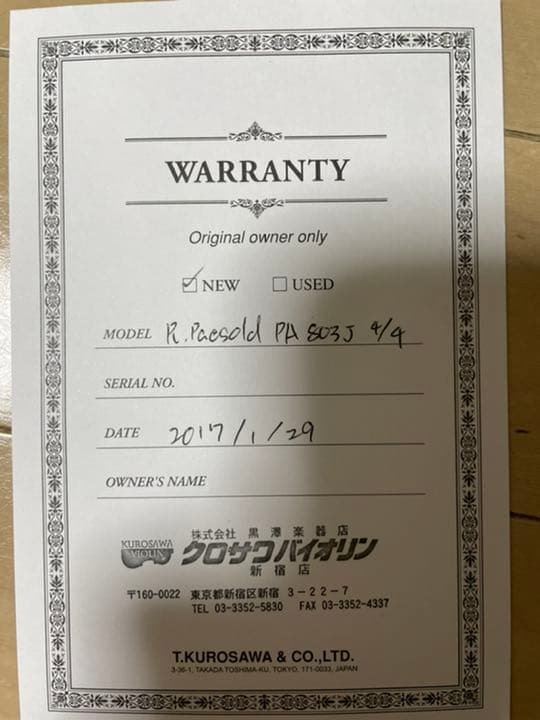 WARRANTY
Original owner only
☑ NEW ☐ USED
MODEL R. Paesold PA 803J 4/4
SERIAL NO.
DATE 2017/1/29
OWNER'S NAME
株式会社 黒澤楽器店
KUROSAWA VIOLIN クロサワバイオリン
新宿店
〒160-0022 東京都新宿区新宿 3-22-7
TEL 03-3352-5830 FAX 03-3352-4337
T.KUROSAWA & CO.,LTD.
3-36-1, TAKADA TOSHIMA-KU, TOKYO, 171-0033, JAPAN